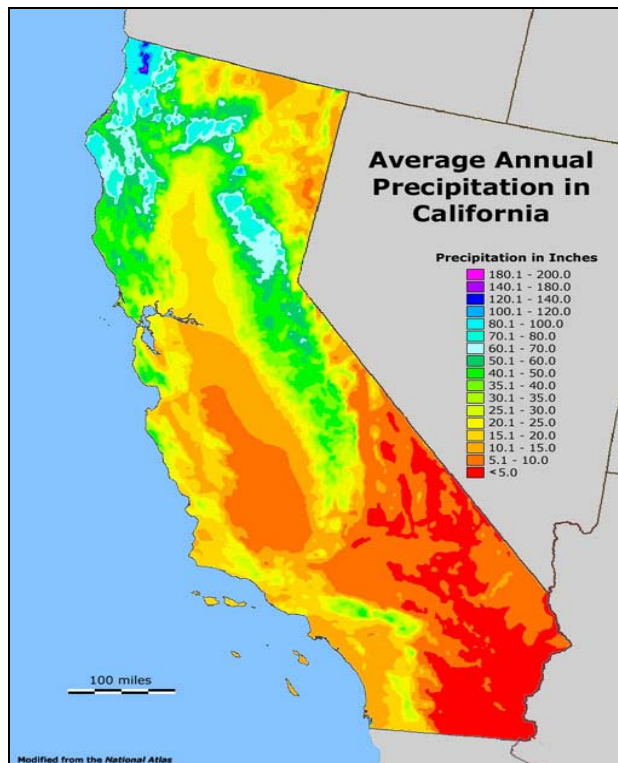 Average Annual
Precipitation in
California
Precipitation in Inches
180.1 - 200.0
140.1 - 180.0
120.1 - 140.0
100.1 - 120.0
80.1 - 100.0
70.1 - 80.0
60.1 - 70.0
50.1 - 60.0
40.1 - 50.0
35.1 - 40.0
30.1 - 35.0
25.1 - 30.0
20.1 - 25.0
15.1 - 20.0
10.1 - 15.0
5.1 - 10.0
<5.0
100 miles
Modified from the National Atlas